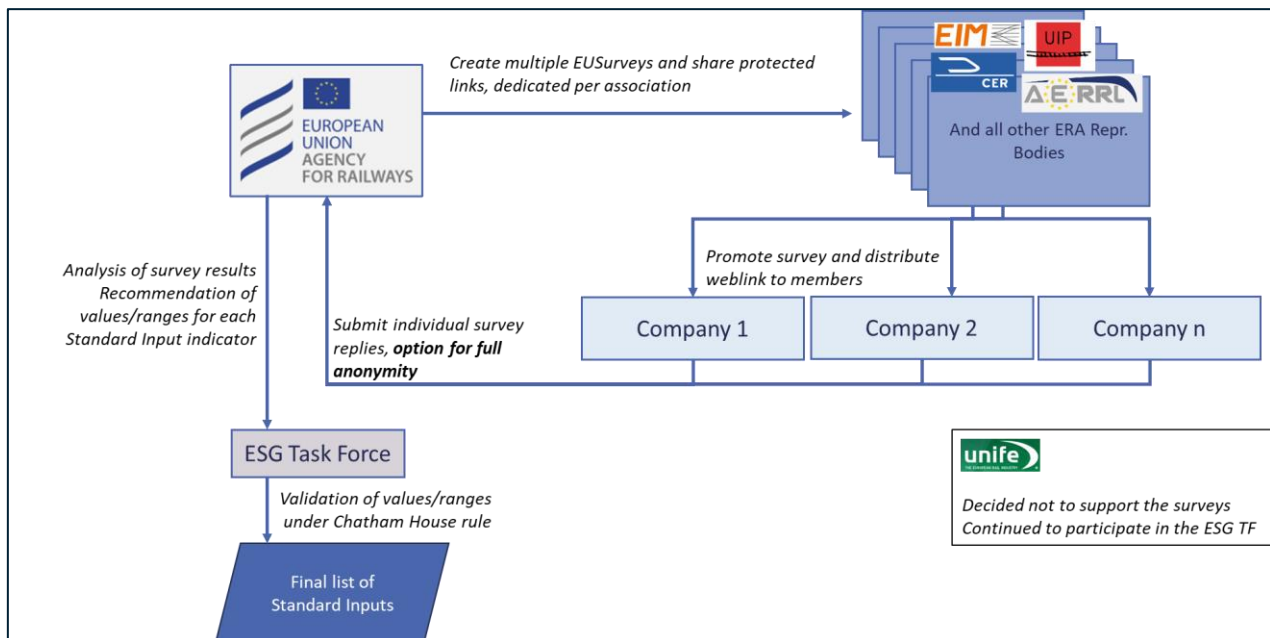 EUROPEAN
UNION
AGENCY
FOR RAILWAYS
Create multiple EUSurveys and share protected
links, dedicated per association
EIM
UIP
CER
AERRL
And all other ERA Repr.
Bodies
Promote survey and distribute
weblink to members
Company 1
Company 2
Company n
Submit individual survey
replies, option for full
anonymity
Analysis of survey results
Recommendation of
values/ranges for each
Standard Input indicator
ESG Task Force
Validation of values/ranges
under Chatham House rule
Final list of
Standard Inputs
unife
THE EUROPEAN RAIL INDUSTRY
Decided not to support the surveys
Continued to participate in the ESG TF